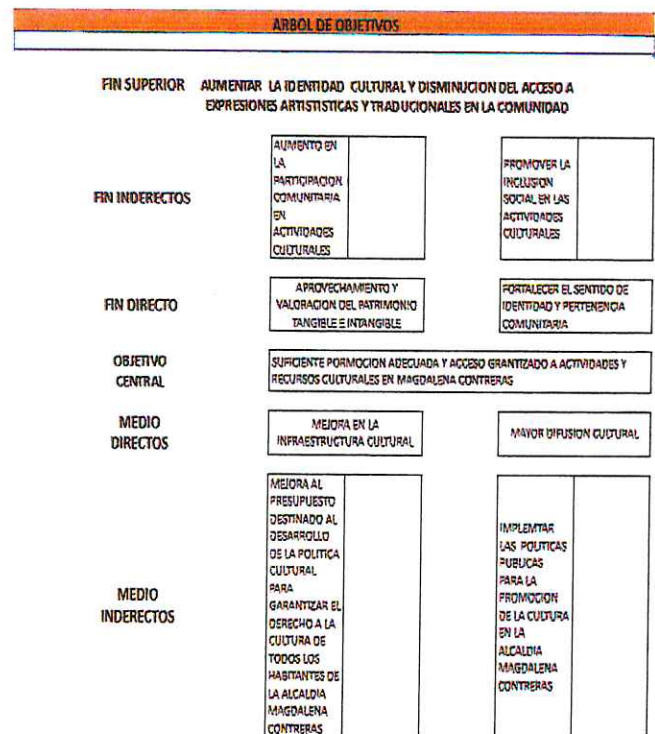 ARBOL DE OBJETIVOS
FIN SUPERIOR AUMENTAR LA IDENTIDAD CULTURAL Y DISMINUCION DEL ACCESO A
EXPRESIONES ARTISTISTICAS Y TRADUCIONALES EN LA COMUNIDAD
FIN INDERECTOS
AUMENTO EN
LA
PARTICIPACION
COMUNITARIA
EN
ACTIVIDADES
CULTURALES
PROMOVER LA
INCLUSION
SOCIAL EN LAS
ACTIVIDADES
CULTURALES
FIN DIRECTO
APROVECHAMIENTO Y
VALORACION DEL PATRIMONIO
TANGIBLE E INTANGIBLE
FORTALECER EL SENTIDO DE
IDENTIDAD Y PERTENENCIA
COMUNITARIA
OBJETIVO
CENTRAL
SUFICIENTE PORMOCION ADECUADA Y ACCESO GRANTIZADO A ACTIVIDADES Y
RECURSOS CULTURALES EN MAGDALENA CONTRERAS
MEDIO
DIRECTOS
MEJORA EN LA
INFRAESTRUCTURA CULTURAL
MAYOR DIFUSION CULTURAL
MEDIO
INDERECTOS
MEJORA AL
PRESUPUESTO
DESTINADO AL
DESARROLLO
DE LA POLITICA
CULTURAL
PARA
GARANTIZAR EL
DERECHO A LA
CULTURA DE
TODOS LOS
HABITANTES DE
LA ALCALDIA
MAGDALENA
CONTRERAS
IMPLEMTAR
LAS POLITICAS
PUBLICAS
PARA LA
PROMOCION
DE LA CULTURA
EN LA
ALCALDIA
MAGDALENA
CONTRERAS